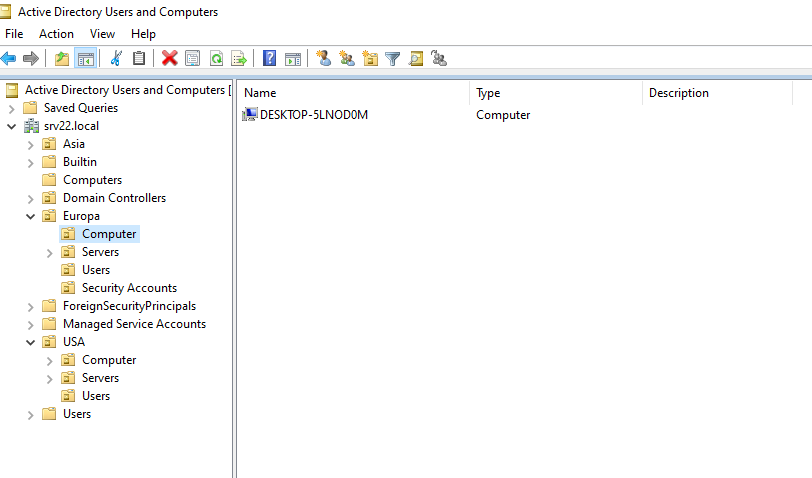 Active Directory Users and Computers
File Action View Help
Active Directory Users and Computers [
Saved Queries
srv22.local
Asia
Builtin
Computers
Domain Controllers
Europa
Computer
Servers
Users
Security Accounts
ForeignSecurityPrincipals
Managed Service Accounts
USA
Computer
Servers
Users
Users
Name Type Description
DESKTOP-5LNOD0M Computer